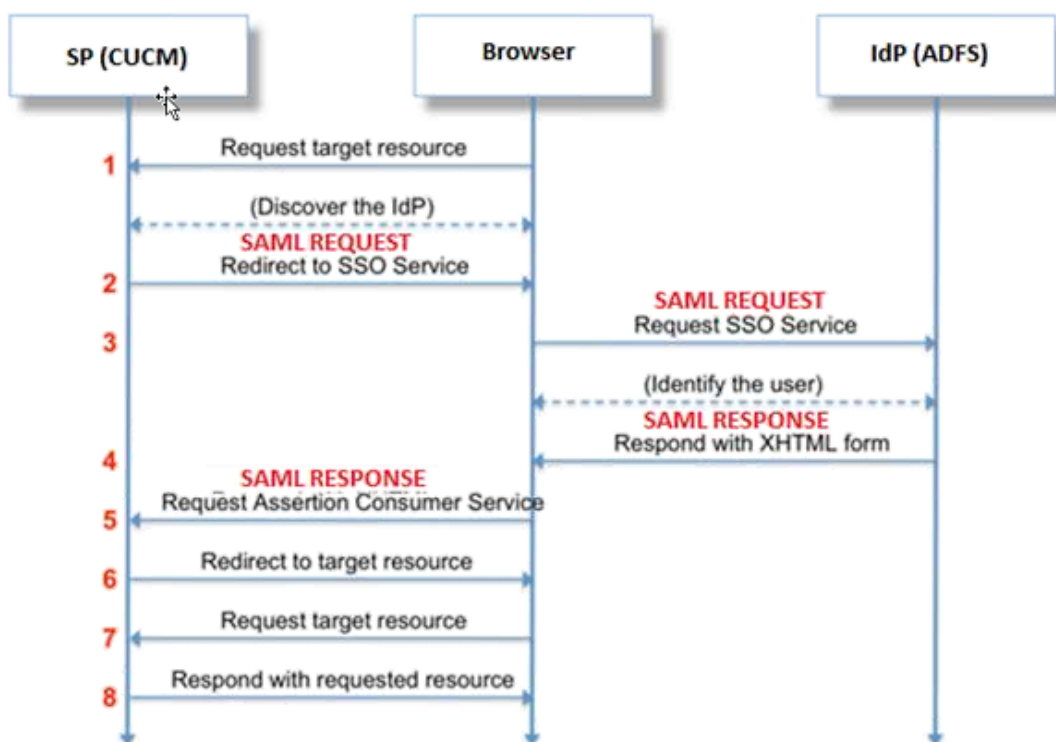 SP (CUCM)
Browser
IdP (ADFS)
1
Request target resource
(Discover the IdP)
SAML REQUEST
2
Redirect to SSO Service
SAML REQUEST
3
Request SSO Service
(Identify the user)
SAML RESPONSE
4
Respond with XHTML form
SAML RESPONSE
5
Request Assertion Consumer Service
6
Redirect to target resource
7
Request target resource
8
Respond with requested resource